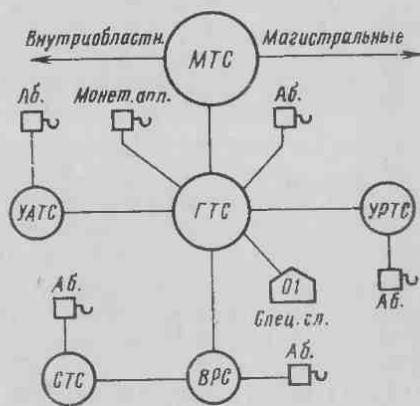 Внутриобластн.
Магистральные
МТС
Аб.
Монет. апп.
Аб.
УАТС
ГТС
УРТС
01
Аб.
Спец. сл.
Аб.
Аб.
СТС
ВРС